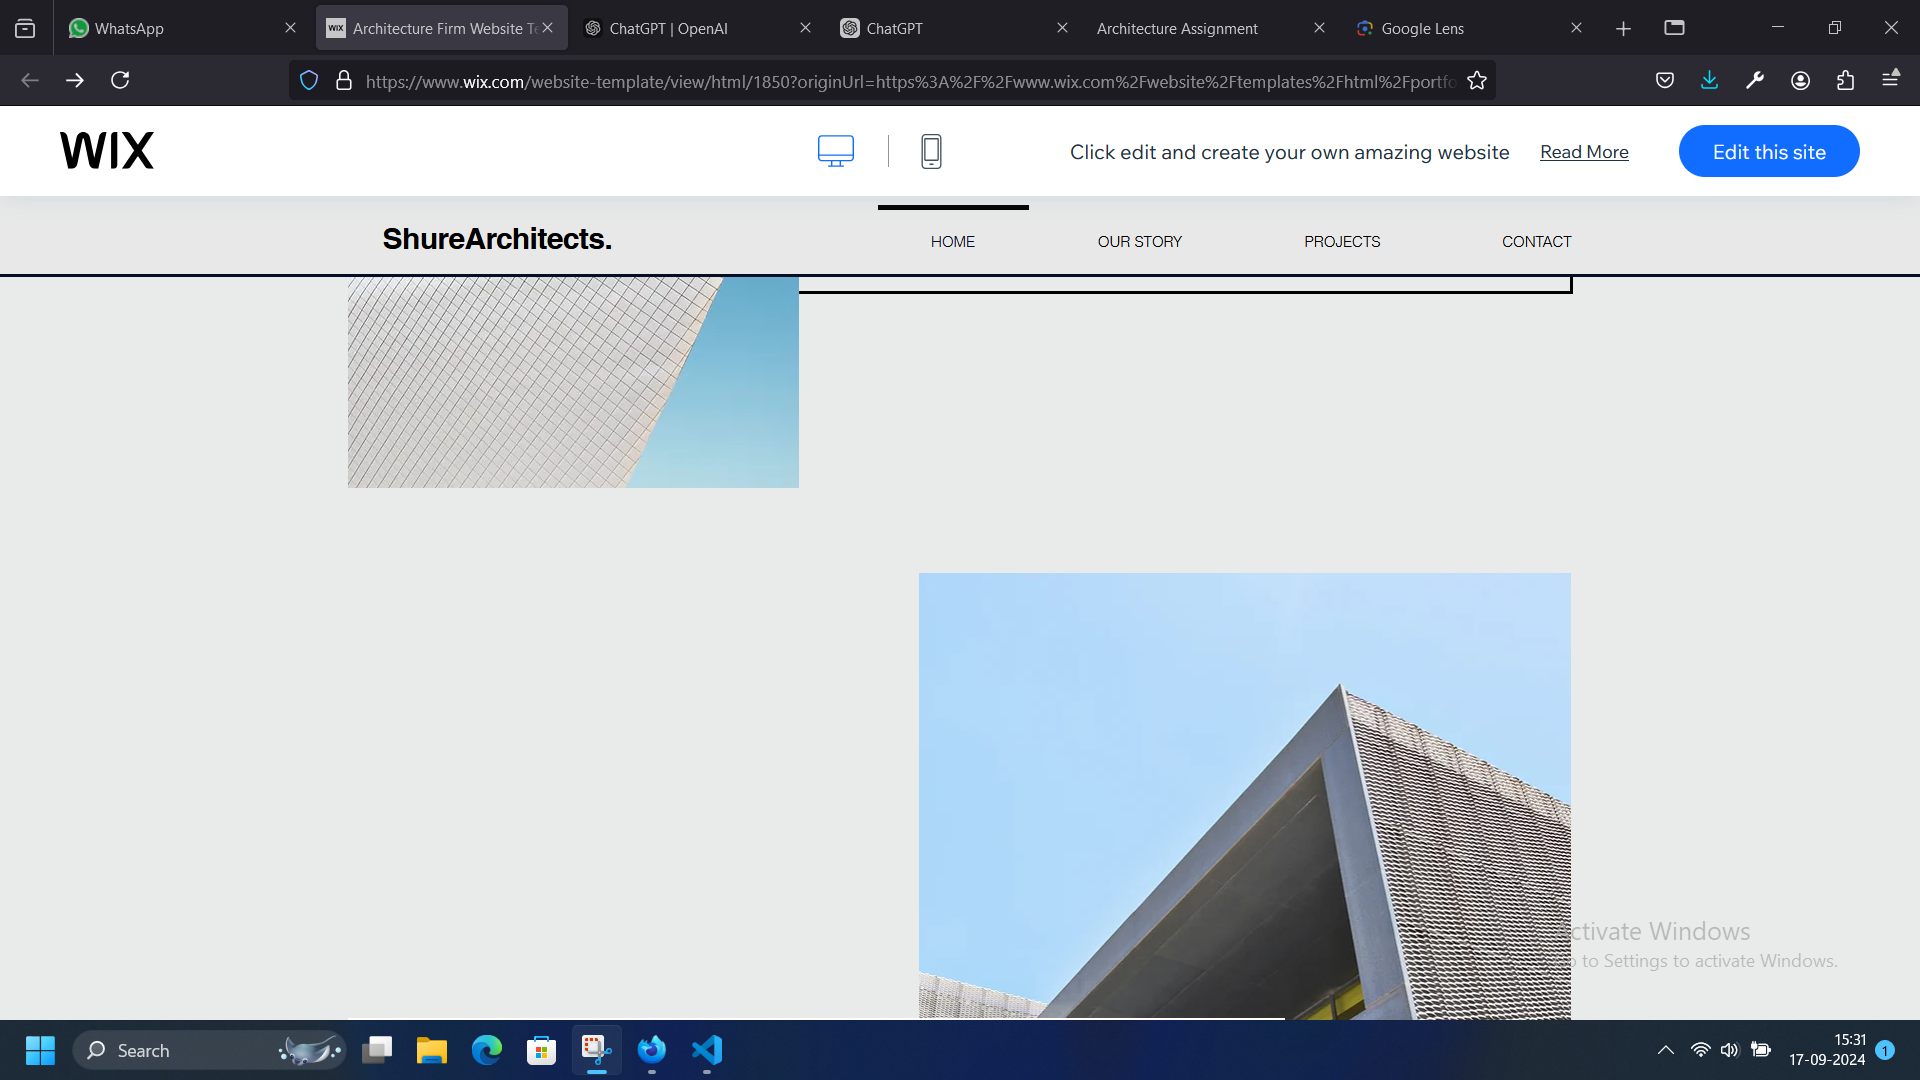 WhatsApp
WIX Architecture Firm Website Te
ChatGPT | OpenAI
ChatGPT
Architecture Assignment
Google Lens
https://www.wix.com/website-template/view/html/1850?originUrl=https%3A%2F%2Fwww.wix.com%2Fwebsite%2Ftemplates%2Fhtml%2Fportfo
WIX
Click edit and create your own amazing website
Read More
Edit this site
ShureArchitects.
HOME
OUR STORY
PROJECTS
CONTACT
Activate Windows
to Settings to activate Windows.
Search
15:31
17-09-2024
1